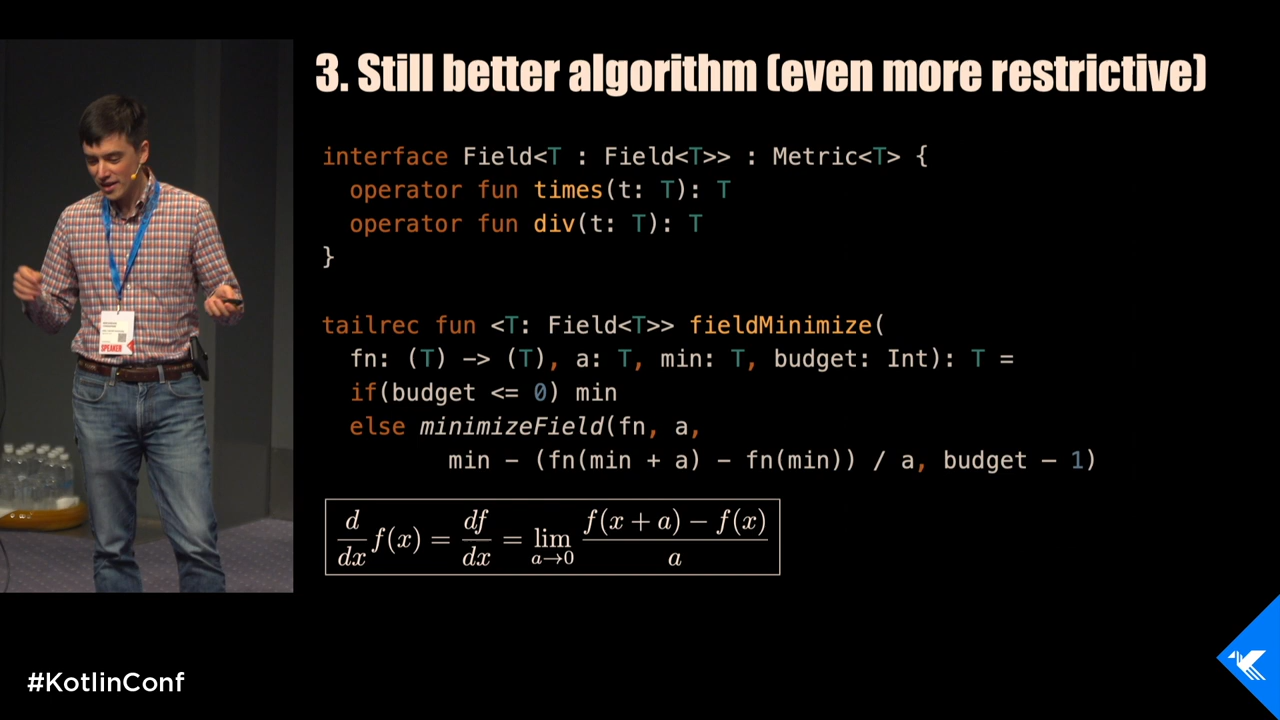 3. Still better algorithm (even more restrictive)
interface Field<T : Field<T>> : Metric<T> {
operator fun times(t: T): T
operator fun div(t: T): T
}
tailrec fun <T: Field<T>> fieldMinimize(
fn: (T) –> (T), a: T, min: T, budget: Int): T =
if(budget <= 0) min
else minimizeField(fn, a,
min – (fn(min + a) – fn(min)) / a, budget – 1)
d/dx f(x) = df/dx = lim a→0 f(x + a) − f(x) / a
SPEAKER
#KotlinConf